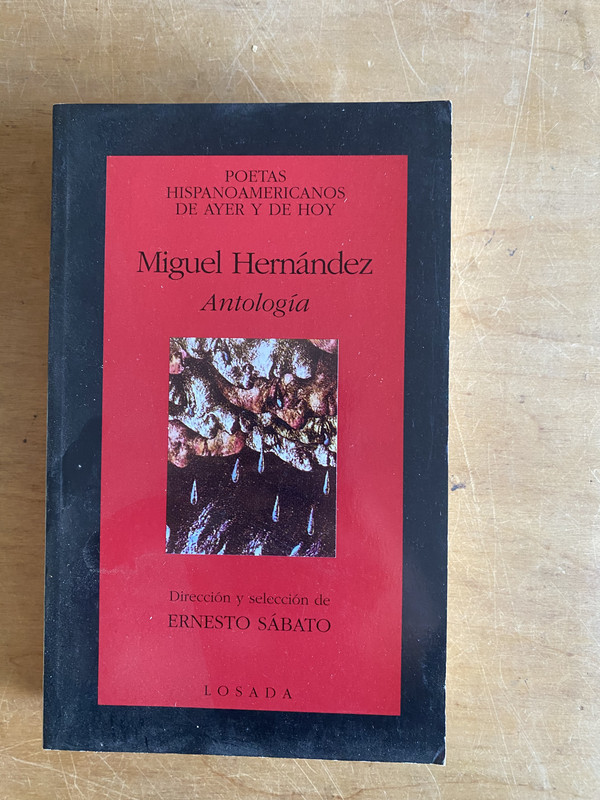 POETAS
HISPANOAMERICANOS
DE AYER Y DE HOY
Miguel Hernández
Antología
Dirección y selección de
ERNESTO SÁBATO
LOSADA